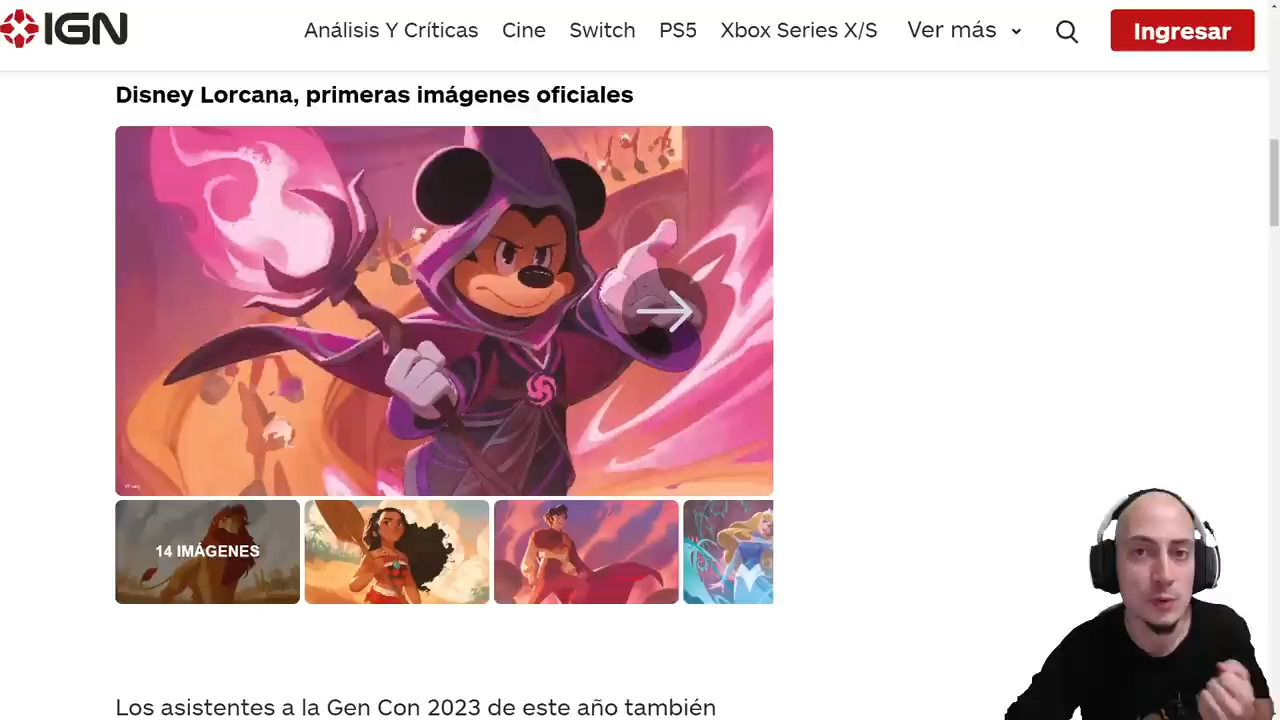 IGN
Análisis Y Críticas Cine Switch PS5 Xbox Series X/S Ver más Ingresar
Disney Lorcana, primeras imágenes oficiales
14 IMÁGENES
Los asistentes a la Gen Con 2023 de este año también